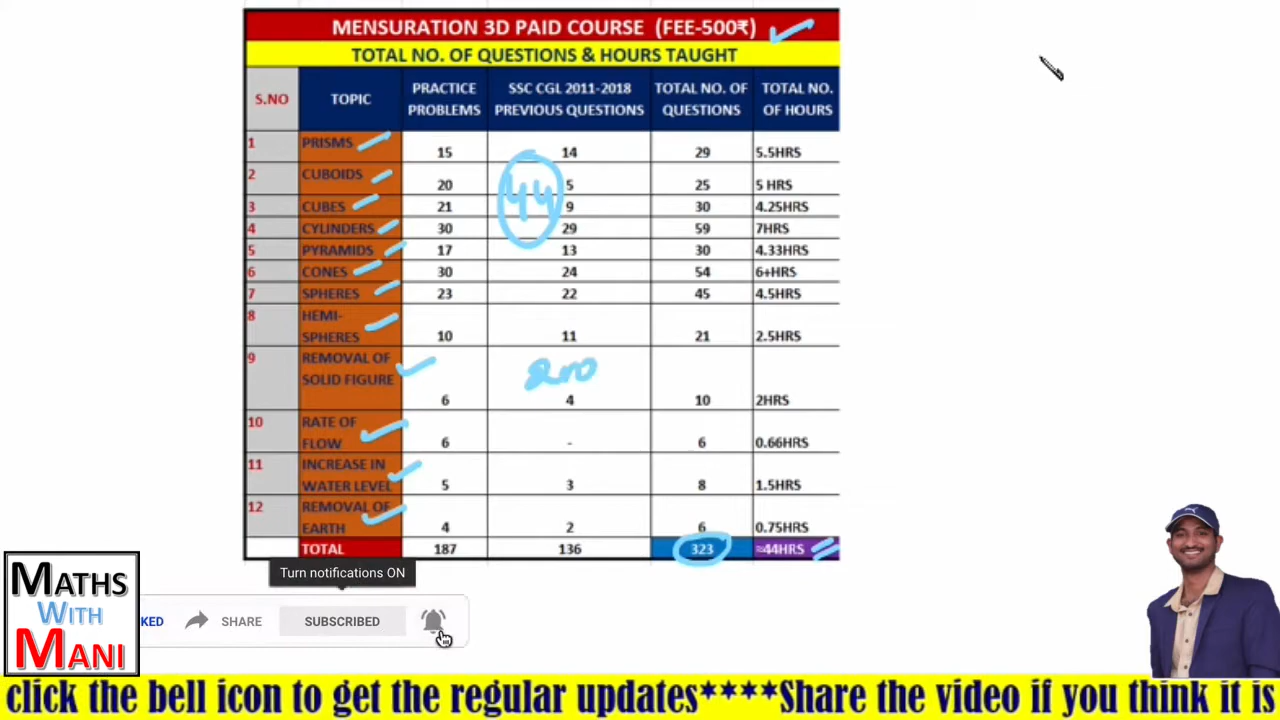 MENSURATION 3D PAID COURSE (FEE-500₹)
TOTAL NO. OF QUESTIONS & HOURS TAUGHT
S.NO TOPIC PRACTICE PROBLEMS SSC CGL 2011-2018 PREVIOUS QUESTIONS TOTAL NO. OF QUESTIONS TOTAL NO. OF HOURS
1 PRISMS 15 14 29 5.5HRS
2 CUBOIDS 20 5 25 5 HRS
44
3 CUBES 21 9 30 4.25HRS
4 CYLINDERS 30 29 59 7HRS
5 PYRAMIDS 17 13 30 4.33HRS
6 CONES 30 24 54 6+HRS
7 SPHERES 23 22 45 4.5HRS
8 HEMI-
SPHERES 10 11 21 2.5HRS
9 REMOVAL OF
SOLID FIGURE 6 4 10 2HRS
10 RATE OF
FLOW 6 - 6 0.66HRS
11 INCREASE IN
WATER LEVEL 5 3 8 1.5HRS
12 REMOVAL OF
EARTH 4 2 6 0.75HRS
TOTAL 187 136 323 ≈44HRS
Turn notifications ON
KED SHARE SUBSCRIBED
MATHS
WITH
MANI
click the bell icon to get the regular updates****Share the video if you think it is